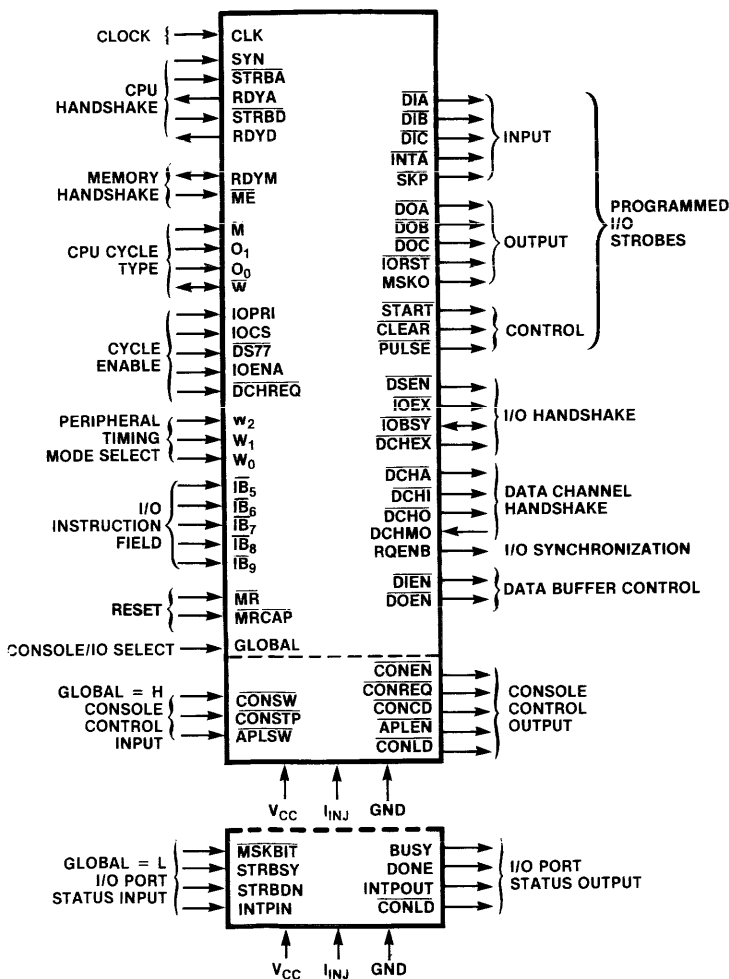 CLOCK { CLK
SYN
STRBA
CPU HANDSHAKE
RDYA
STRBD
RDYD
MEMORY HANDSHAKE
RDYM
ME
CPU CYCLE TYPE
M
O1
O0
W
CYCLE ENABLE
IOPRI
IOCS
DS77
IOENA
DCHREQ
PERIPHERAL TIMING MODE SELECT
W2
W1
W0
I/O INSTRUCTION FIELD
IB5
IB6
IB7
IB8
IB9
RESET
MR
MRCAP
CONSOLE/IO SELECT
GLOBAL
GLOBAL = H
CONSOLE CONTROL INPUT
CONSW
CONSTP
APLSW
DIA
DIB
DIC
INTA
SKP
INPUT
DOA
DOB
DOC
IORST
MSKO
OUTPUT
START
CLEAR
PULSE
CONTROL
PROGRAMMED I/O STROBES
DSEN
IOEX
IOBSY
DCHEX
I/O HANDSHAKE
DCHA
DCHI
DCHO
DCHMO
DATA CHANNEL HANDSHAKE
RQENB
I/O SYNCHRONIZATION
DIEN
DOEN
DATA BUFFER CONTROL
CONEN
CONREQ
CONCD
APLEN
CONLD
CONSOLE CONTROL OUTPUT
VCC IINJ GND
GLOBAL = L
I/O PORT STATUS INPUT
MSKBIT
STRBSY
STRBDN
INTPIN
BUSY
DONE
INTPOUT
CONLD
I/O PORT STATUS OUTPUT
VCC IINJ GND